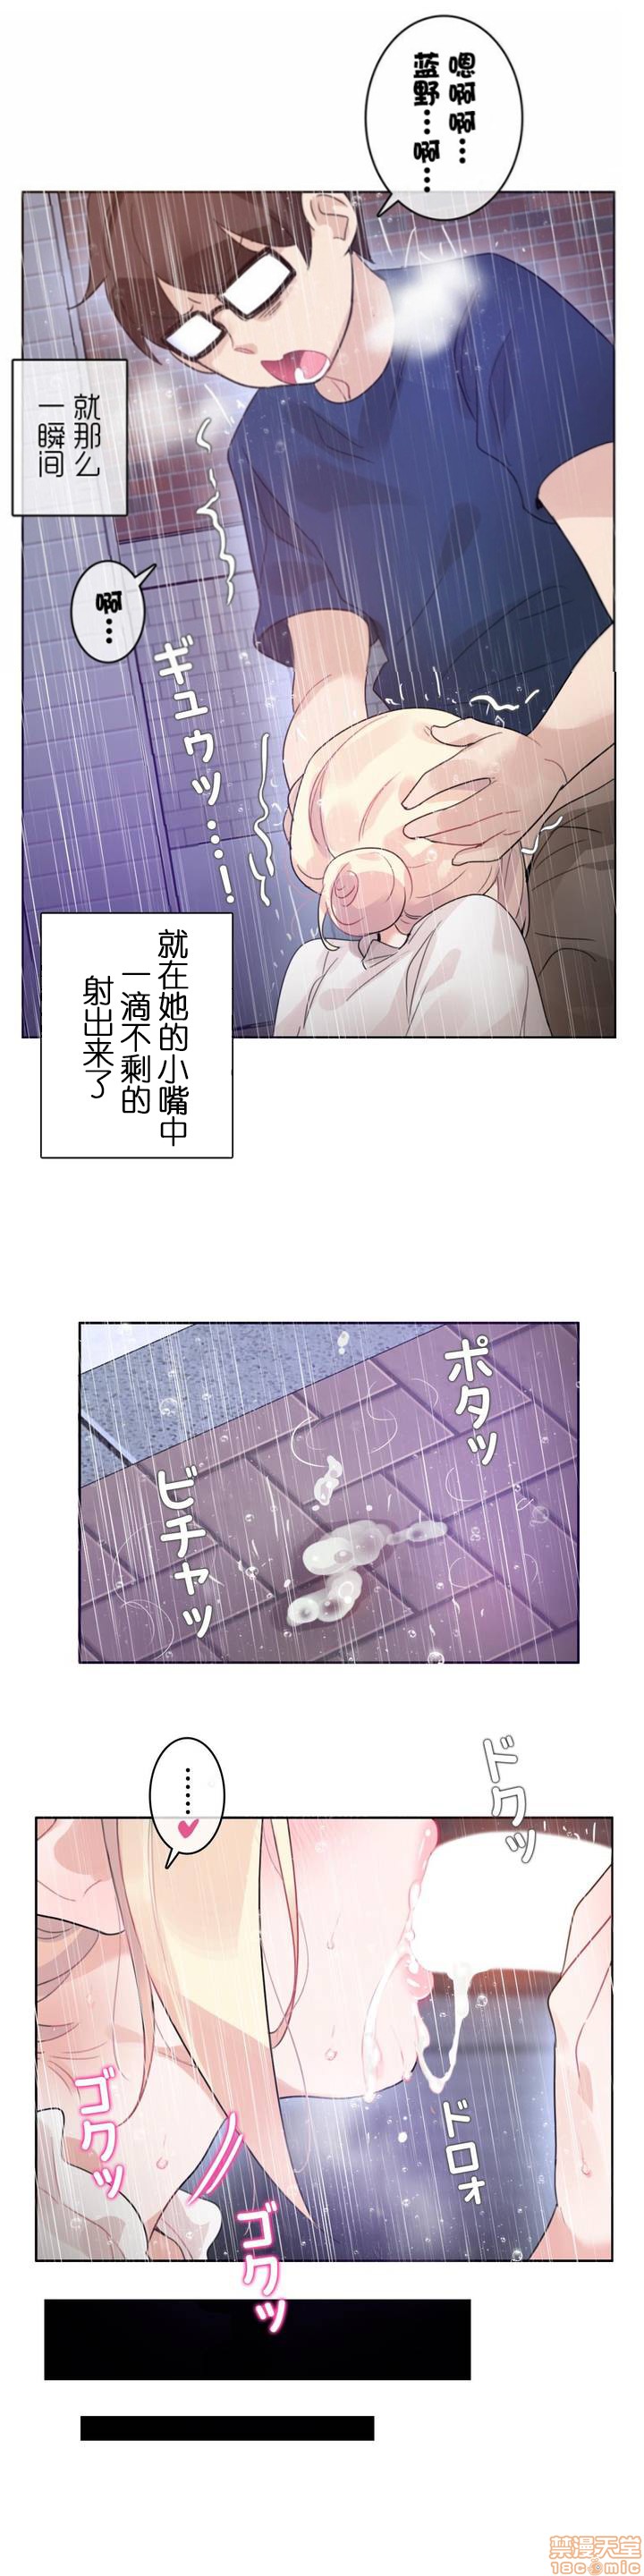 嗯啊啊…
蓝野…啊…
就那么
一瞬间
啊…
ギュウッ…!
就在她的小嘴中
一滴不剩的
射出来了
ポタッ
ビチャッ
……♥
ドクッ
ゴクッ
ドロォ
ゴクッ
禁漫天堂
18comic